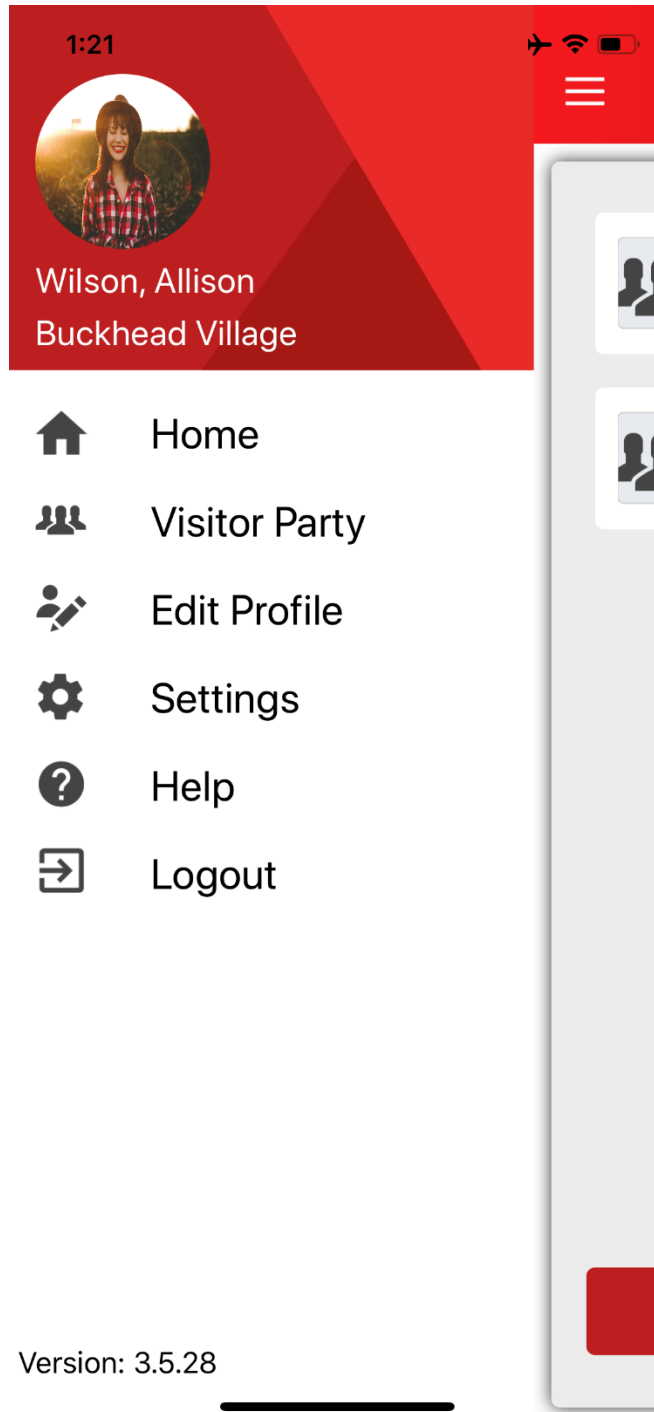 1:21
Wilson, Allison
Buckhead Village
Home
Visitor Party
Edit Profile
Settings
Help
Logout
Version: 3.5.28